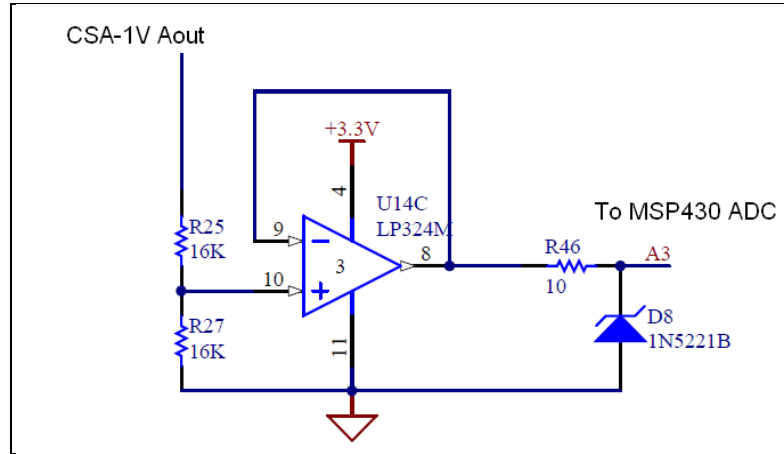 CSA-1V Aout
+3.3V
4
U14C
LP324M
To MSP430 ADC
R25
16K
9
-
3
8
R46
10
A3
10
+
R27
16K
11
D8
1N5221B